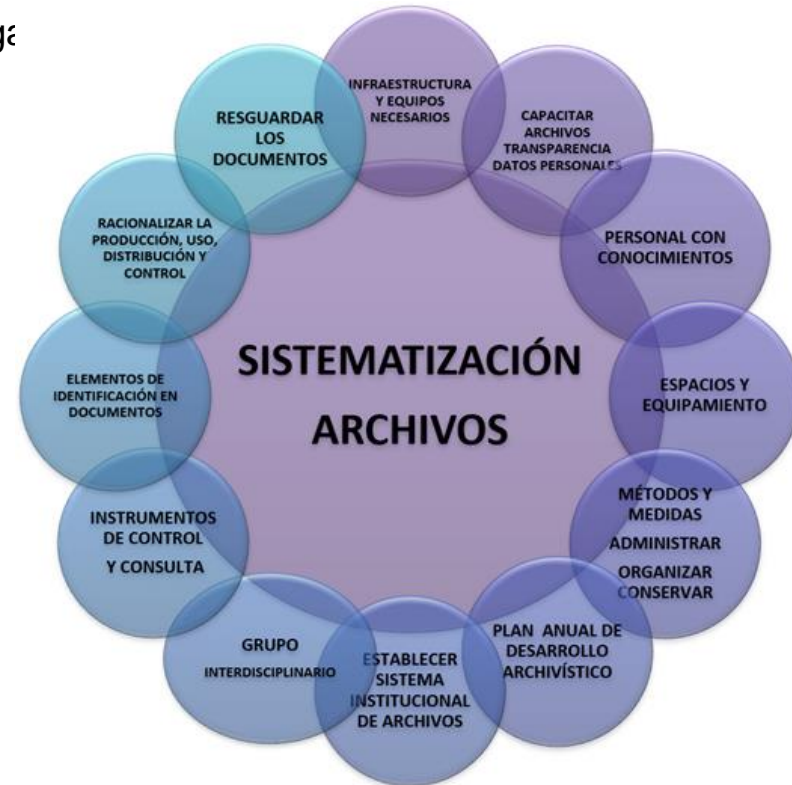 SISTEMATIZACIÓN
ARCHIVOS
INFRAESTRUCTURA
Y EQUIPOS
NECESARIOS
CAPACITAR
ARCHIVOS
TRANSPARENCIA
DATOS PERSONALES
PERSONAL CON
CONOCIMIENTOS
ESPACIOS Y
EQUIPAMIENTO
MÉTODOS Y
MEDIDAS
ADMINISTRAR
ORGANIZAR
CONSERVAR
PLAN ANUAL DE
DESARROLLO
ARCHIVÍSTICO
ESTABLECER
SISTEMA
INSTITUCIONAL
DE ARCHIVOS
GRUPO
INTERDISCIPLINARIO
INSTRUMENTOS
DE CONTROL
Y CONSULTA
ELEMENTOS DE
IDENTIFICACIÓN EN
DOCUMENTOS
RACIONALIZAR LA
PRODUCCIÓN, USO,
DISTRIBUCIÓN Y
CONTROL
RESGUARDAR
LOS
DOCUMENTOS